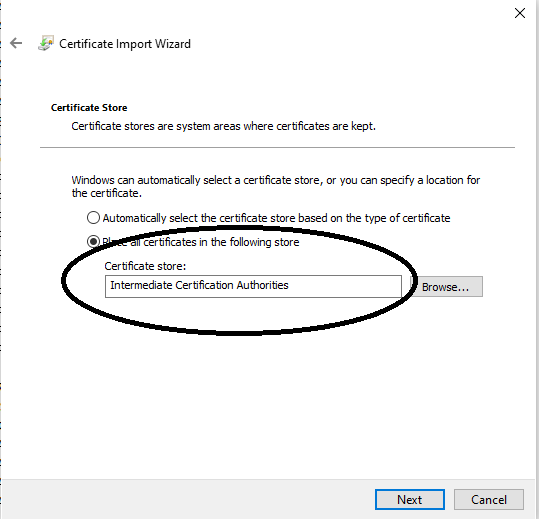 Certificate Import Wizard
Certificate Store
Certificate stores are system areas where certificates are kept.
Windows can automatically select a certificate store, or you can specify a location for
the certificate.
Automatically select the certificate store based on the type of certificate
Place all certificates in the following store
Certificate store:
Intermediate Certification Authorities
Browse...
Next
Cancel